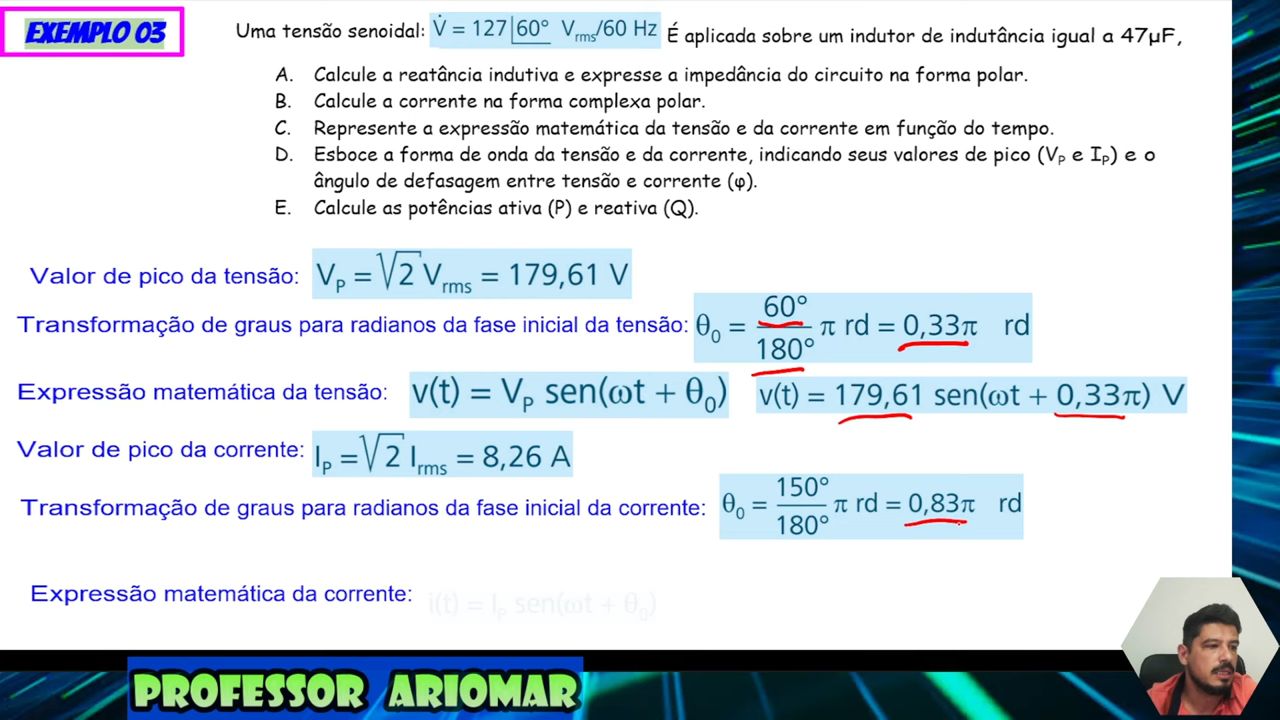 EXEMPLO 03
Uma tensão senoidal: V̇ = 127 |60° Vrms/60 Hz É aplicada sobre um indutor de indutância igual a 47µF,
A. Calcule a reatância indutiva e expresse a impedância do circuito na forma polar.
B. Calcule a corrente na forma complexa polar.
C. Represente a expressão matemática da tensão e da corrente em função do tempo.
D. Esboce a forma de onda da tensão e da corrente, indicando seus valores de pico (VP e IP) e o
ângulo de defasagem entre tensão e corrente (φ).
E. Calcule as potências ativa (P) e reativa (Q).
Valor de pico da tensão: VP = √2 Vrms = 179,61 V
Transformação de graus para radianos da fase inicial da tensão: θ0 = 60°/180° π rd = 0,33π rd
Expressão matemática da tensão: v(t) = VP sen(ωt + θ0) v(t) = 179,61 sen(ωt + 0,33π) V
Valor de pico da corrente: IP = √2 Irms = 8,26 A
Transformação de graus para radianos da fase inicial da corrente: θ0 = 150°/180° π rd = 0,83π rd
Expressão matemática da corrente: i(t) = IP sen(ωt + θ0)
PROFESSOR ARIOMAR